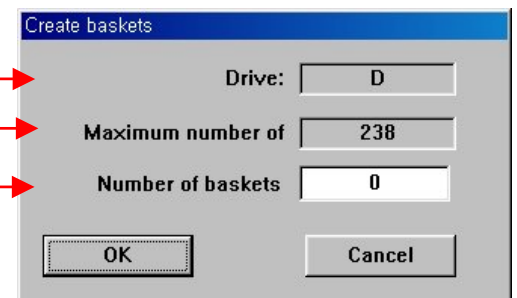 Create baskets
Drive: D
Maximum number of 238
Number of baskets 0
OK Cancel